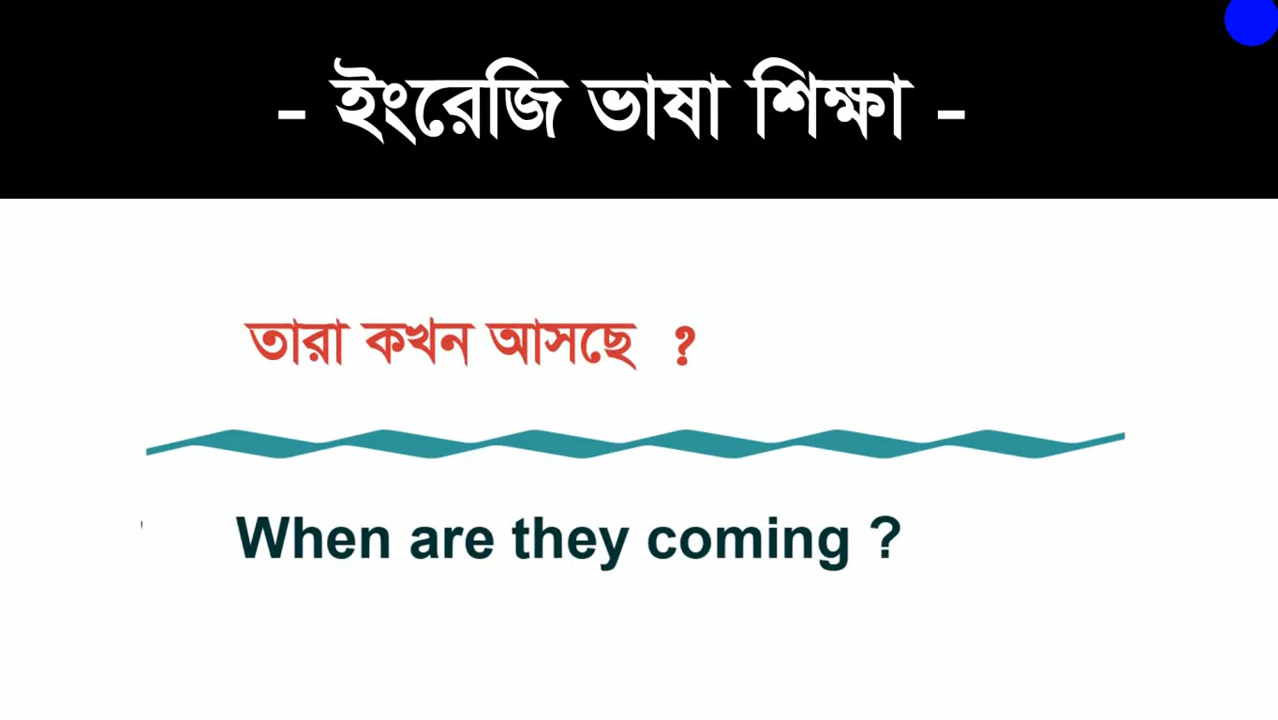 - ইংরেজি ভাষা শিক্ষা -
তারা কখন আসছে ?
When are they coming ?